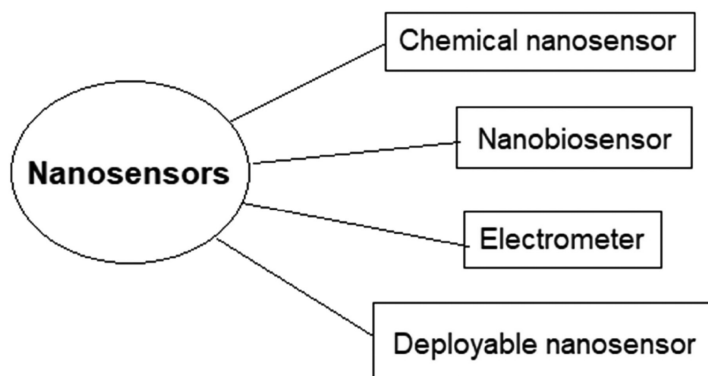 Chemical nanosensor
Nanobiosensor
Nanosensors
Electrometer
Deployable nanosensor